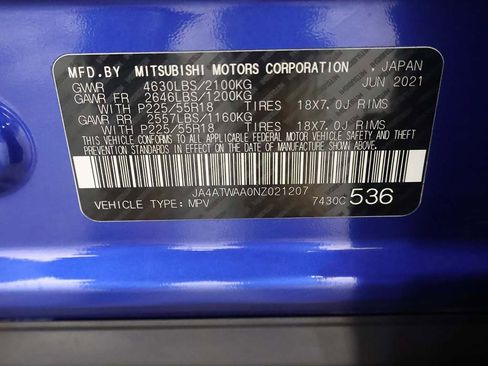 MFD.BY MITSUBISHI MOTORS CORPORATION . JAPAN
GVWR 4630LBS/2100KG JUN 2021
GAWR FR 2646LBS/1200KG
WITH P225/55R18 TIRES 18X7.0J RIMS
GAWR RR 2557LBS/1160KG
WITH P225/55R18 TIRES 18X7.0J RIMS
THIS VEHICLE CONFORMS TO ALL APPLICABLE FEDERAL MOTOR VEHICLE
SAFETY, BUMPER AND THEFT PREVENTION STANDARDS IN EFFECT ON THE
DATE OF MANUFACTURE SHOWN ABOVE.
JA4ATWAA0NZ021207
VEHICLE TYPE: MPV 7430C 536